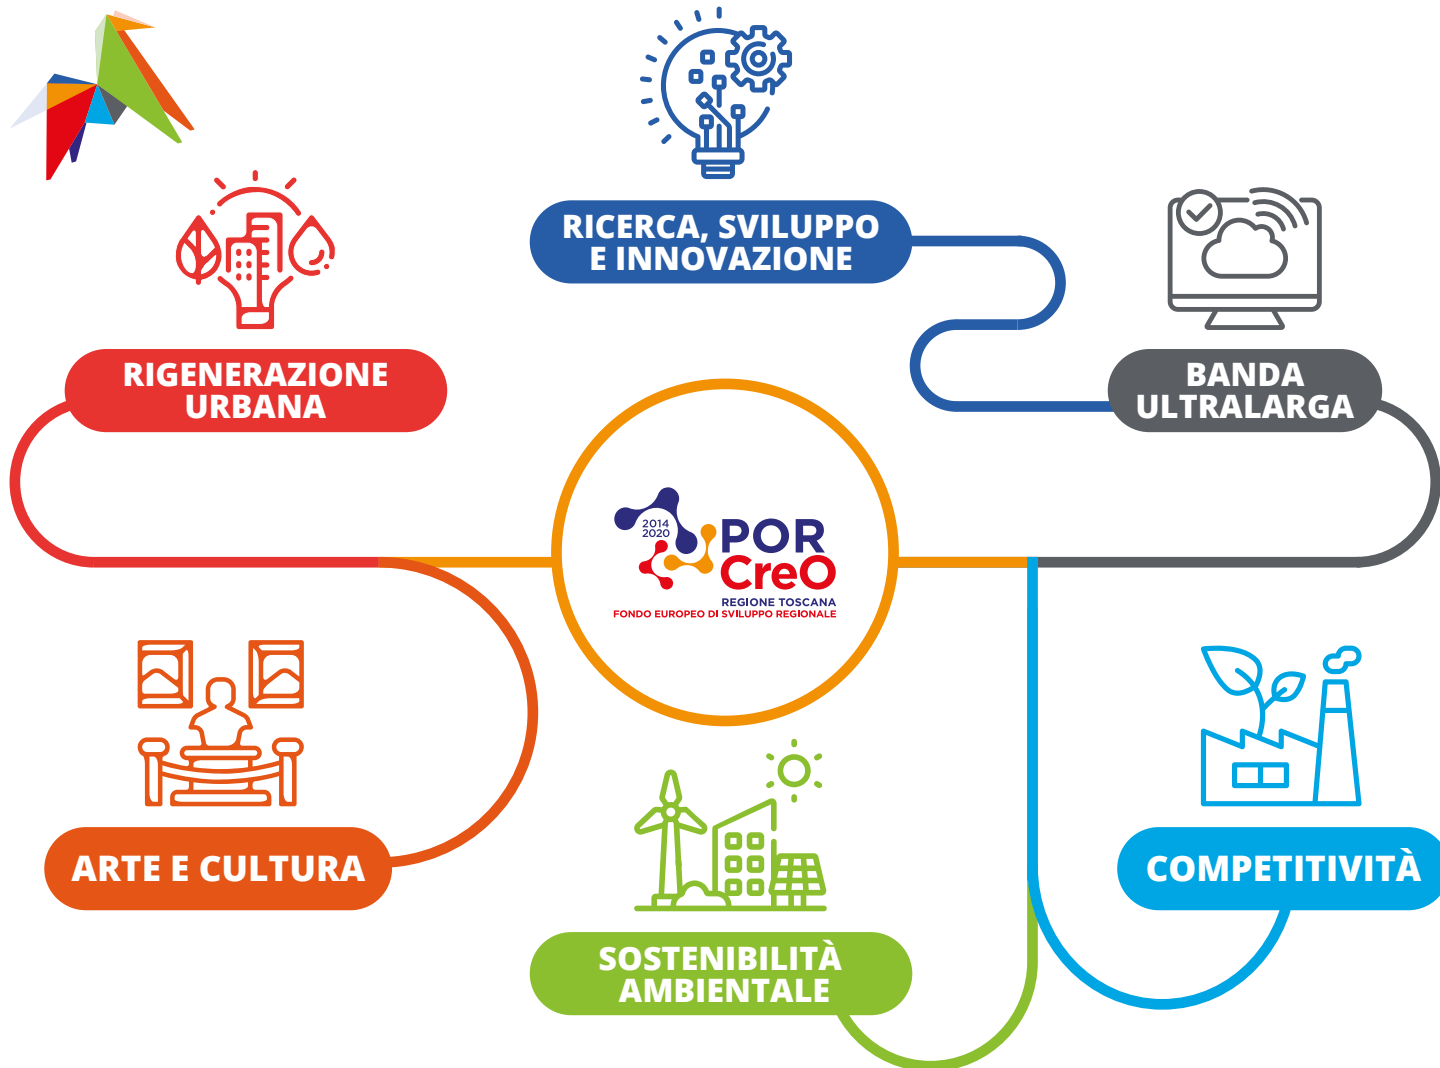 RICERCA, SVILUPPO
E INNOVAZIONE
RIGENERAZIONE
URBANA
BANDA
ULTRALARGA
2014
2020
POR
CreO
REGIONE TOSCANA
FONDO EUROPEO DI SVILUPPO REGIONALE
ARTE E CULTURA
COMPETITIVITÀ
SOSTENIBILITÀ
AMBIENTALE